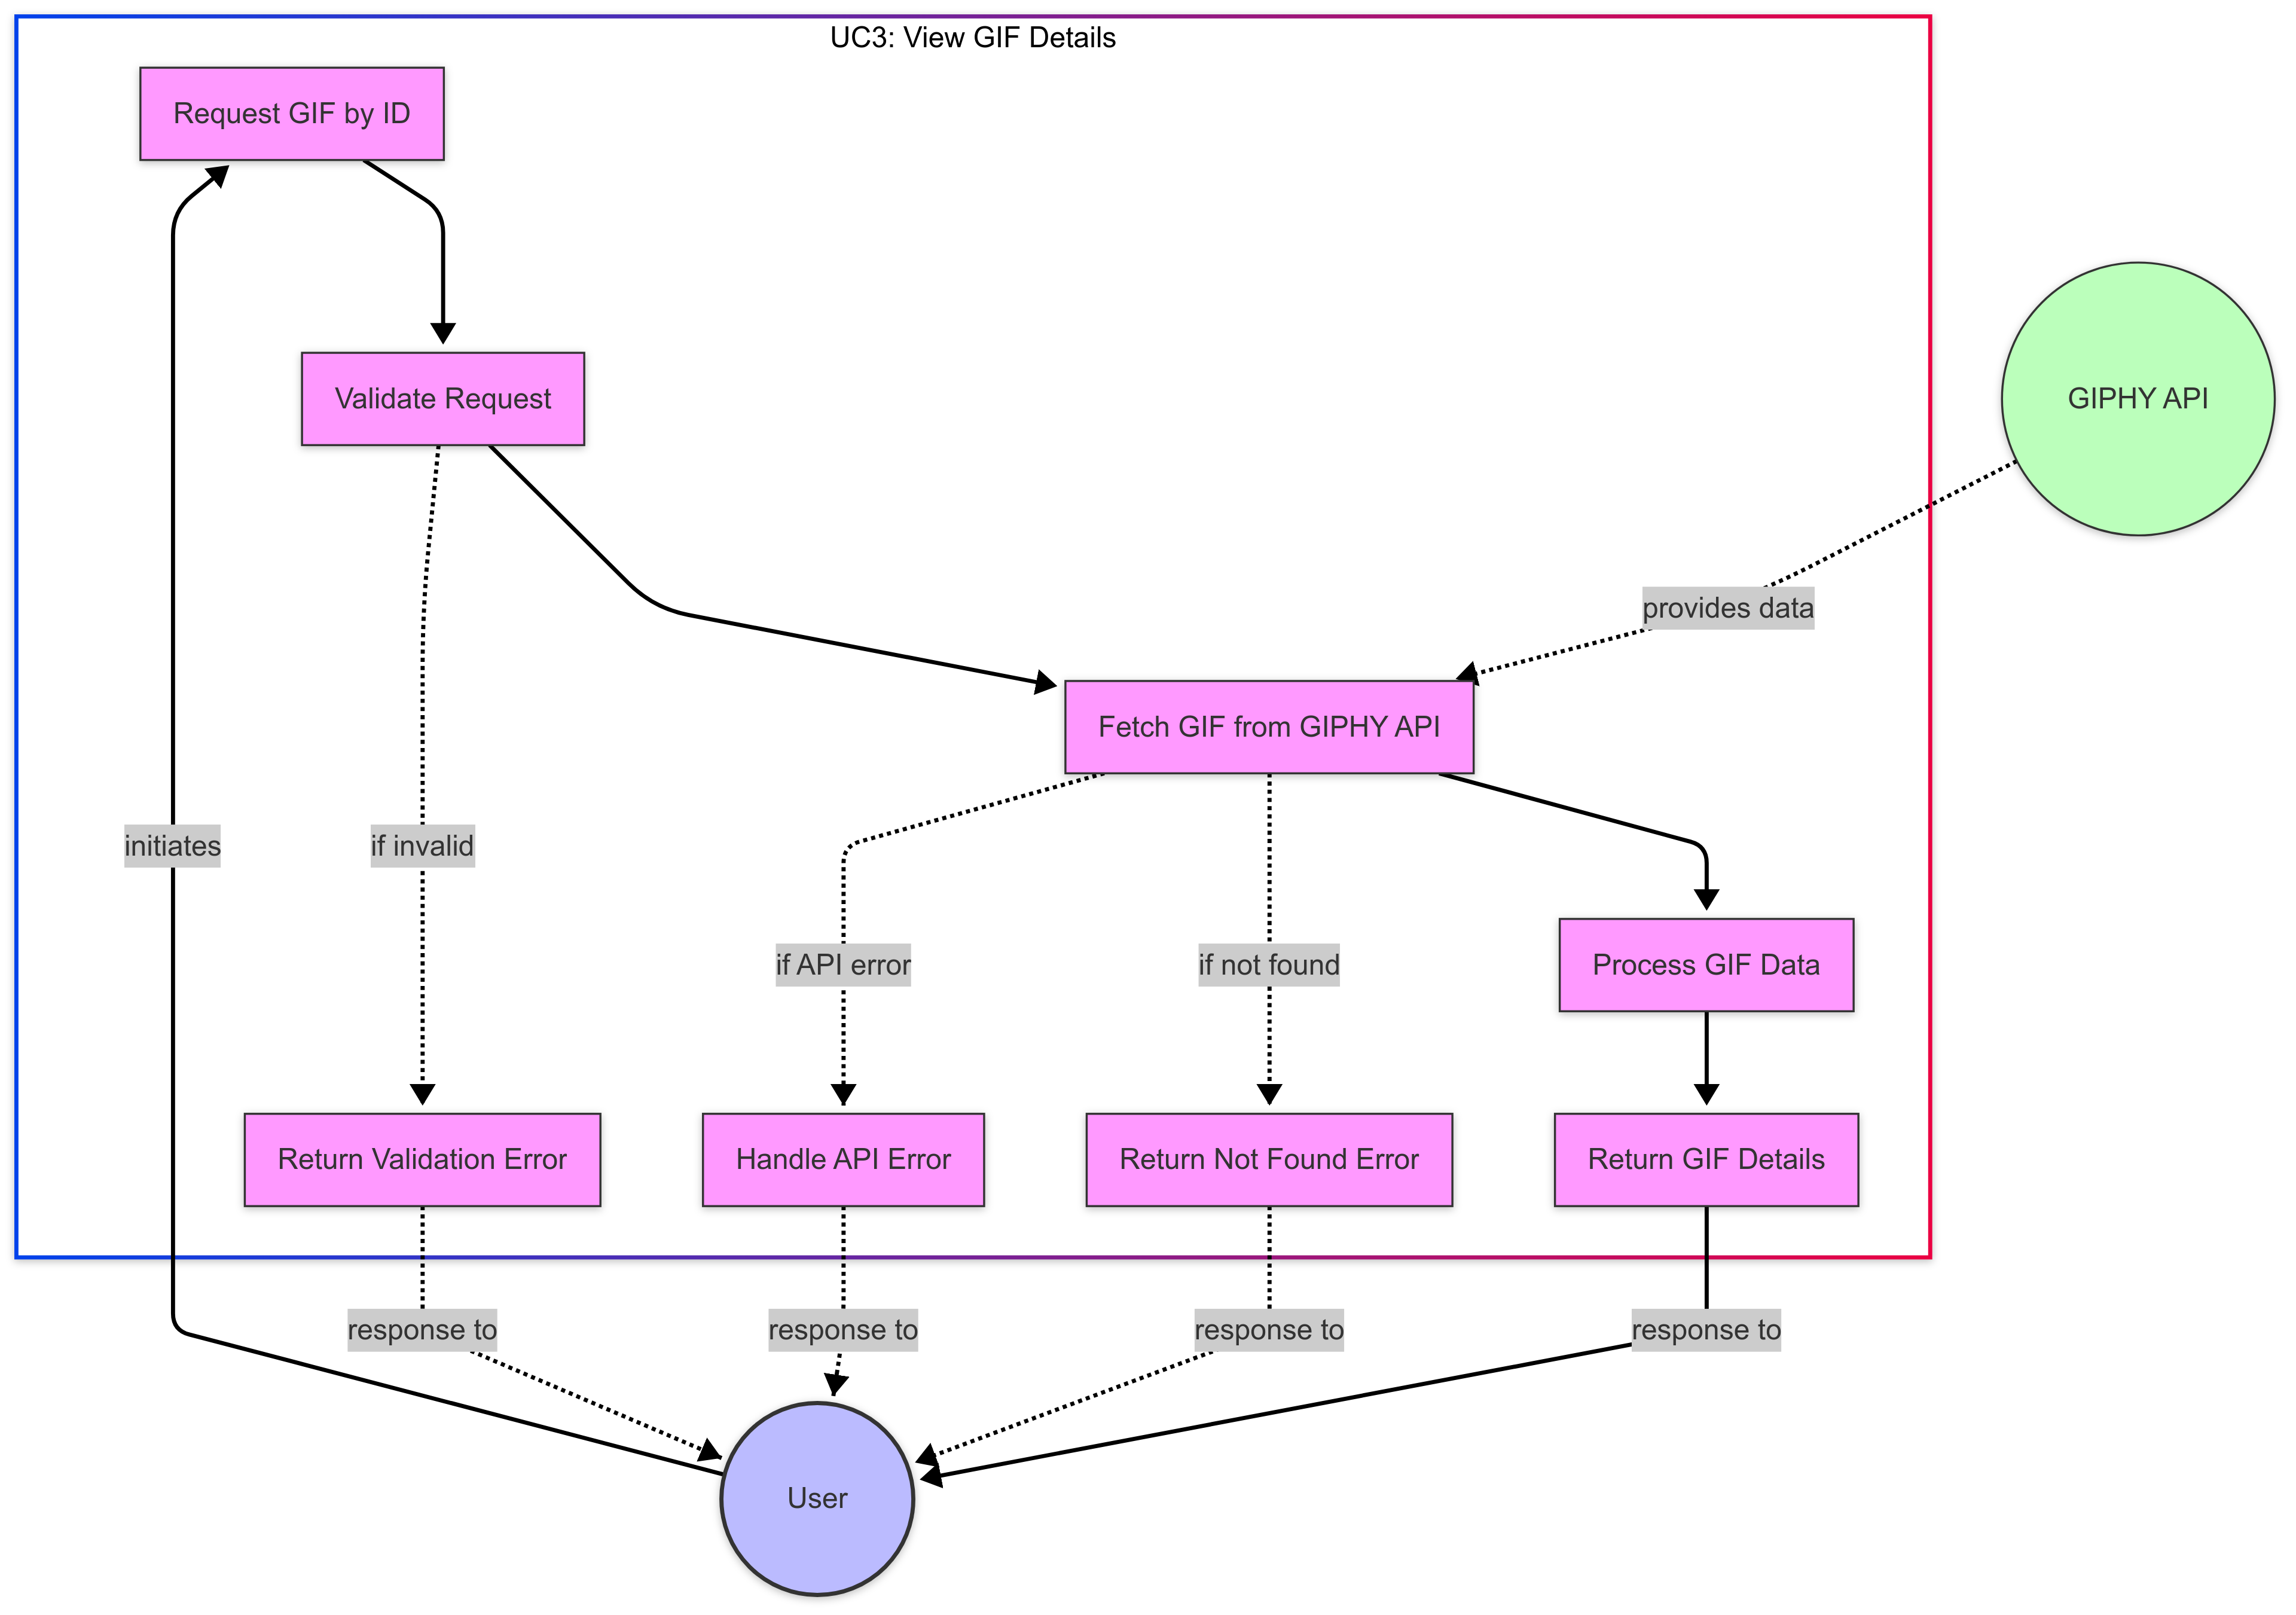 UC3: View GIF Details
Request GIF by ID
Validate Request
GIPHY API
provides data
Fetch GIF from GIPHY API
initiates
if invalid
if API error
if not found
Process GIF Data
Return Validation Error
Handle API Error
Return Not Found Error
Return GIF Details
response to
response to
response to
response to
User